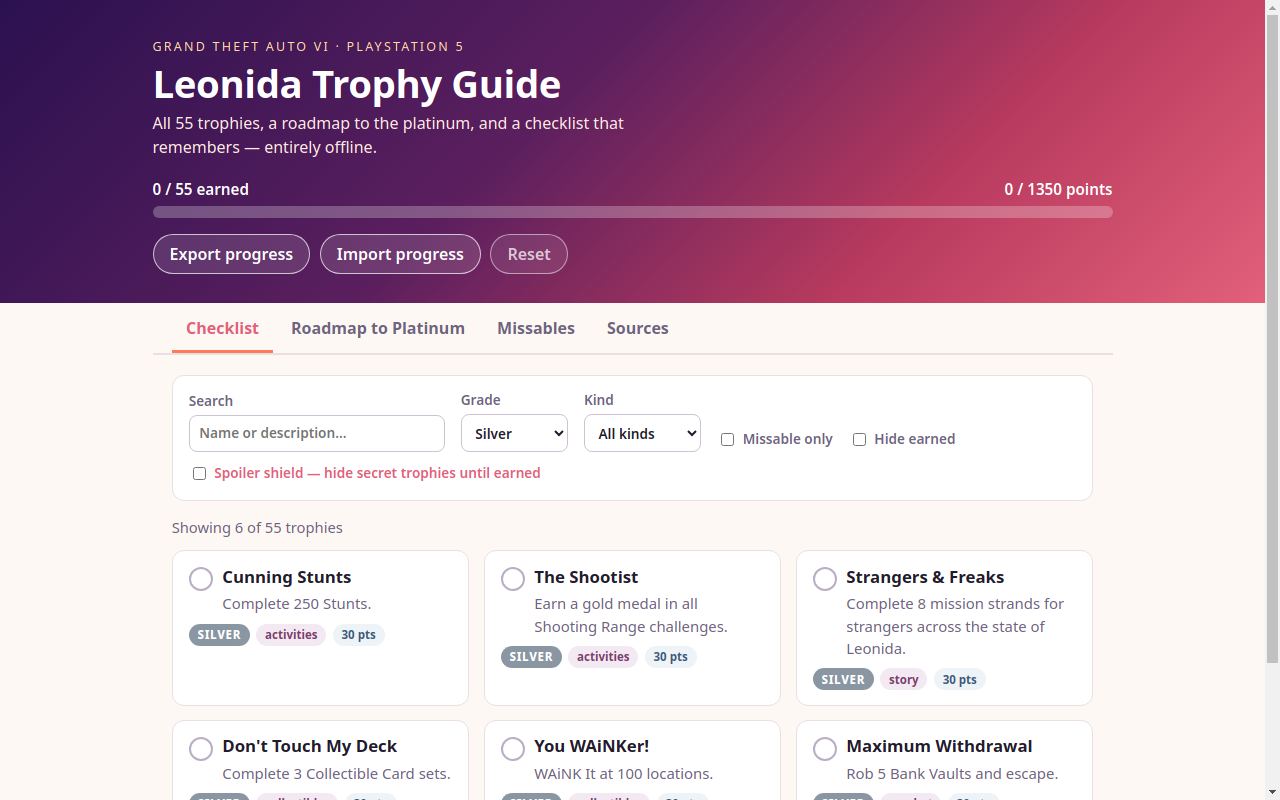 GRAND THEFT AUTO VI · PLAYSTATION 5
Leonida Trophy Guide
All 55 trophies, a roadmap to the platinum, and a checklist that
remembers — entirely offline.
0 / 55 earned
0 / 1350 points
Export progress
Import progress
Reset
Checklist
Roadmap to Platinum
Missables
Sources
Search
Grade
Kind
Name or description...
Silver
All kinds
Missable only
Hide earned
Spoiler shield — hide secret trophies until earned
Showing 6 of 55 trophies
Cunning Stunts
Complete 250 Stunts.
SILVER
activities
30 pts
The Shootist
Earn a gold medal in all
Shooting Range challenges.
SILVER
activities
30 pts
Strangers & Freaks
Complete 8 mission strands for
strangers across the state of
Leonida.
SILVER
story
30 pts
Don't Touch My Deck
Complete 3 Collectible Card sets.
You WAiNKer!
WAiNK It at 100 locations.
Maximum Withdrawal
Rob 5 Bank Vaults and escape.